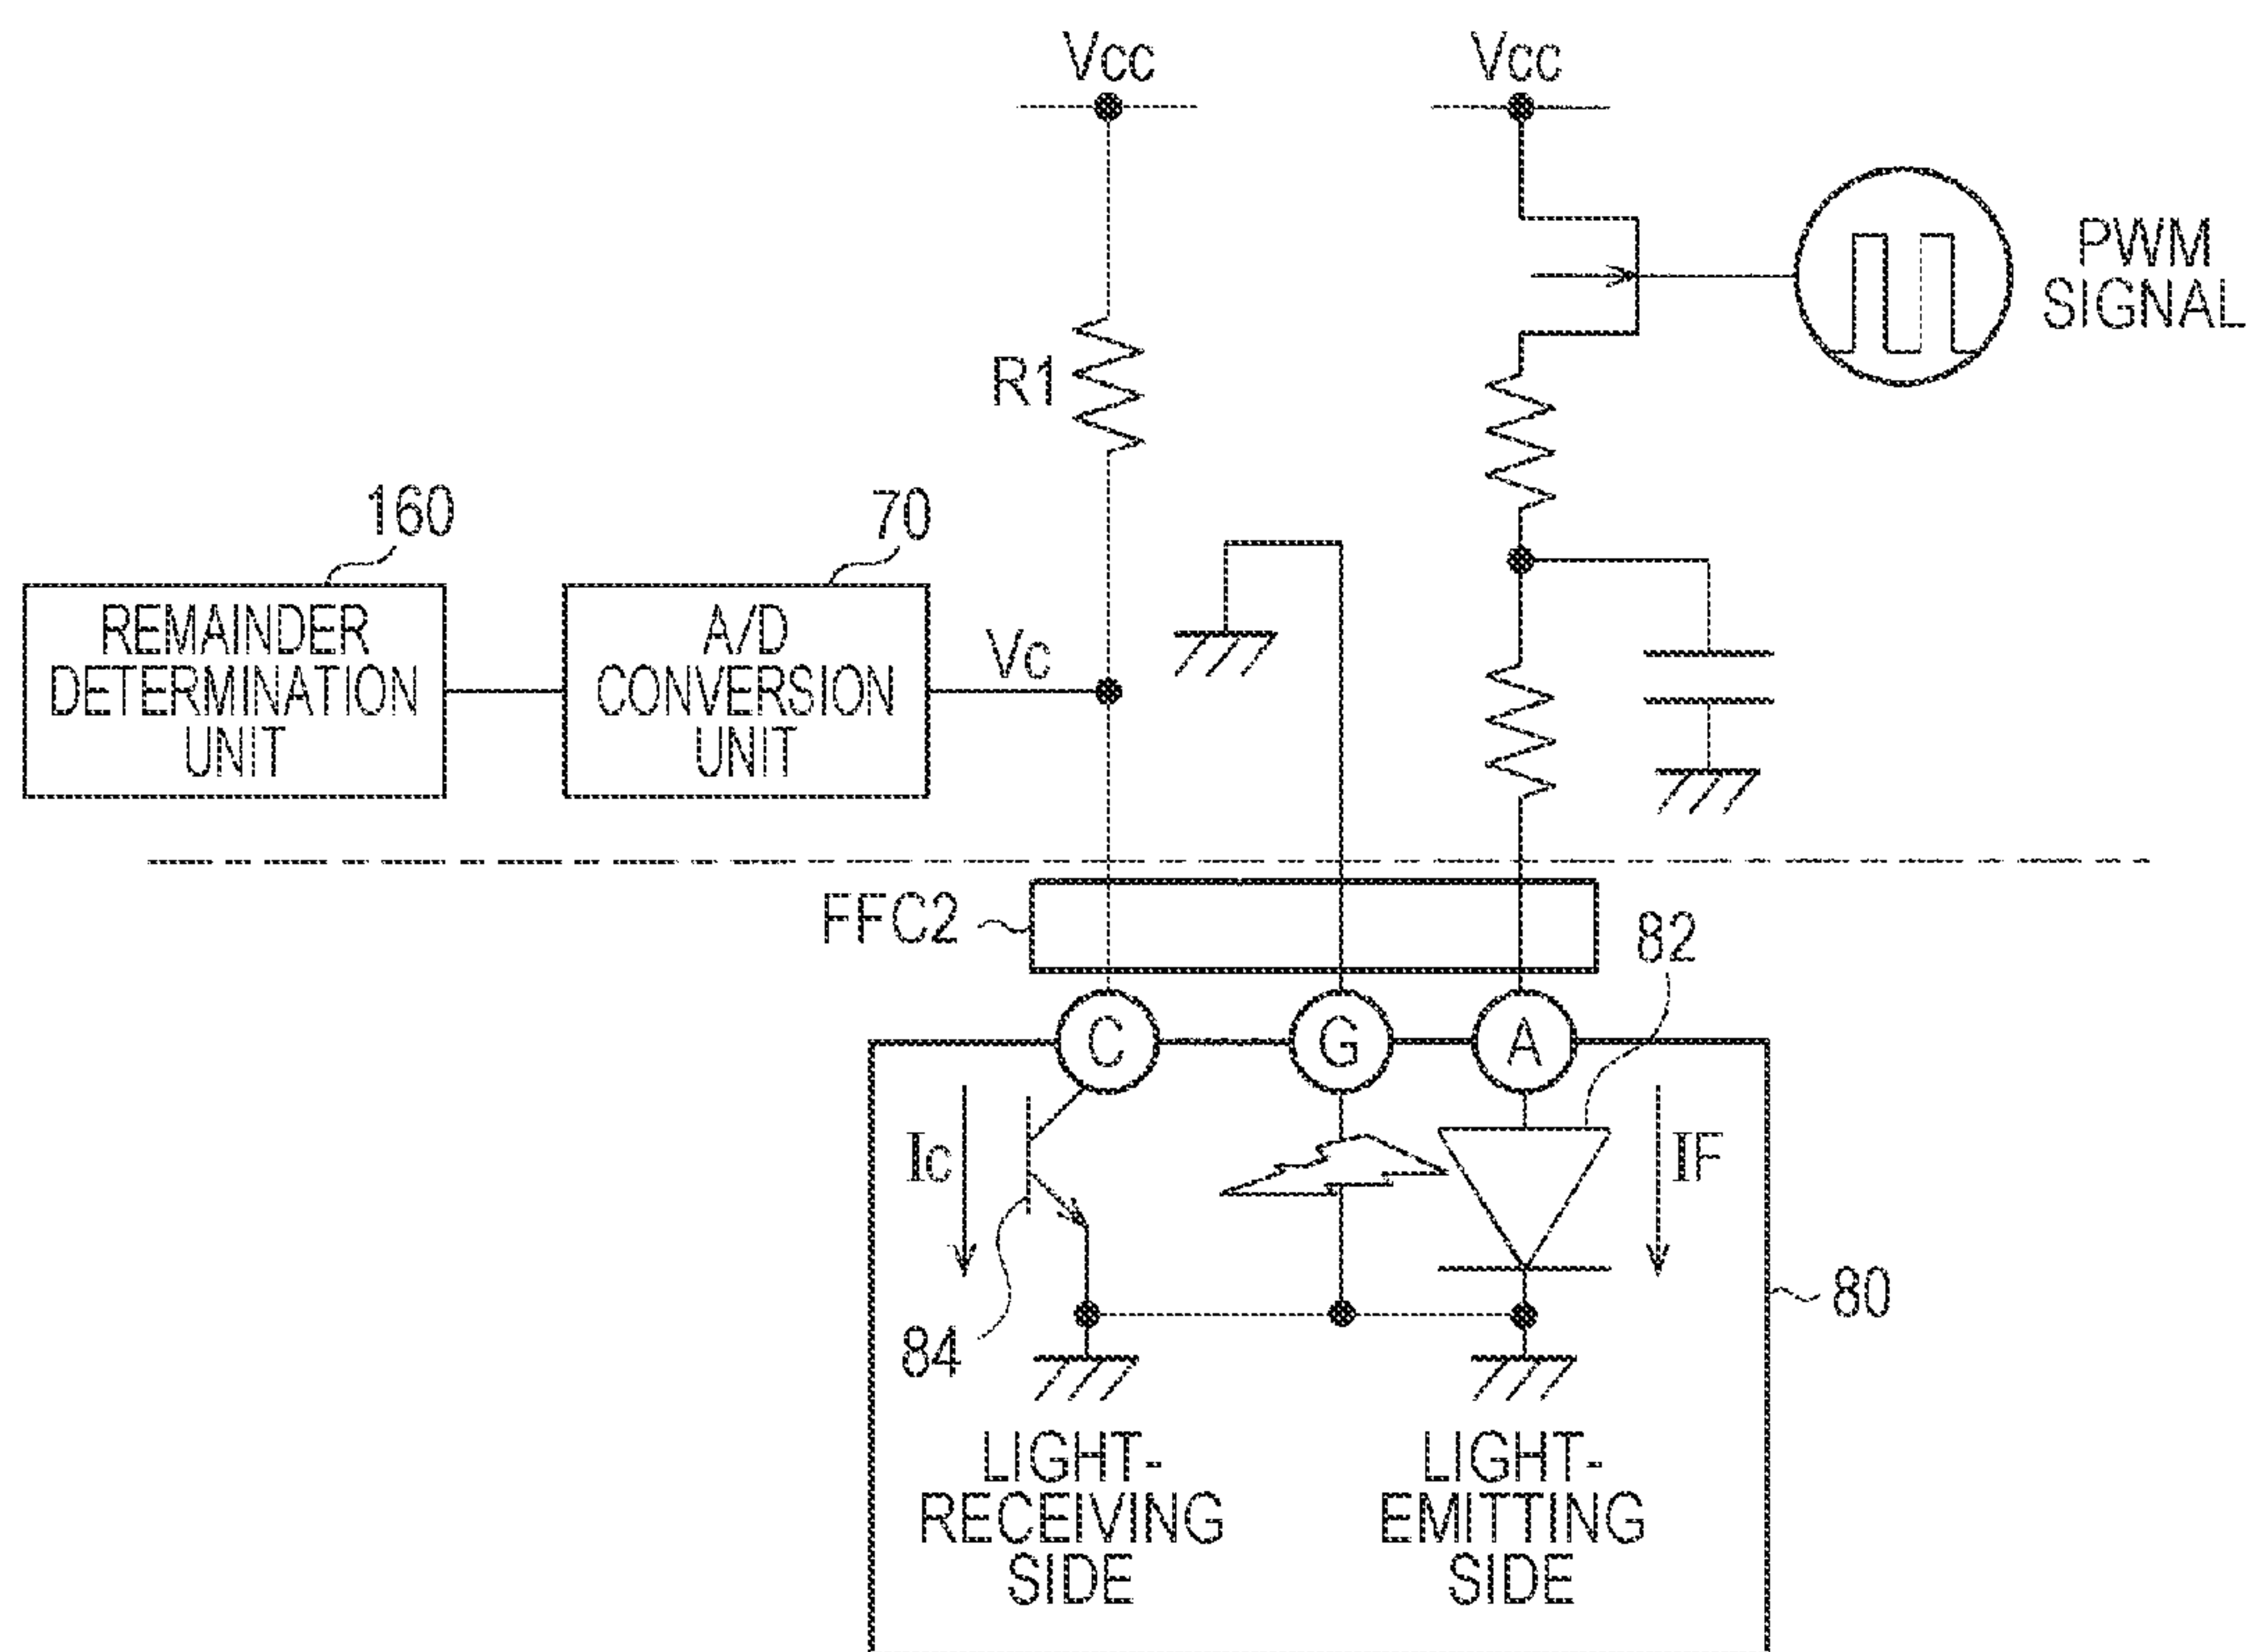 Vcc
Vcc
PWM
SIGNAL
R1
160
70
REMAINDER
DETERMINATION
UNIT
A/D
CONVERSION
UNIT
Vc
FFC2
82
C
G
A
Ic
IF
80
84
LIGHT-
RECEIVING
SIDE
LIGHT-
EMITTING
SIDE